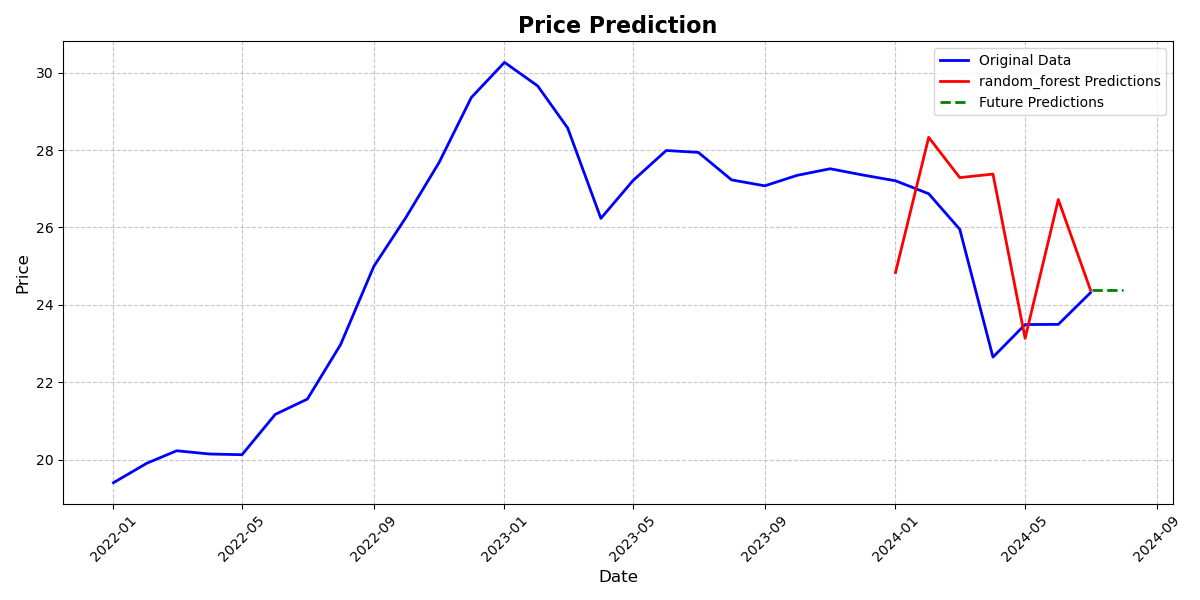 Price Prediction
Original Data
random_forest Predictions
Future Predictions
Price
30
28
26
24
22
20
2022-01
2022-05
2022-09
2023-01
2023-05
2023-09
2024-01
2024-05
2024-09
Date